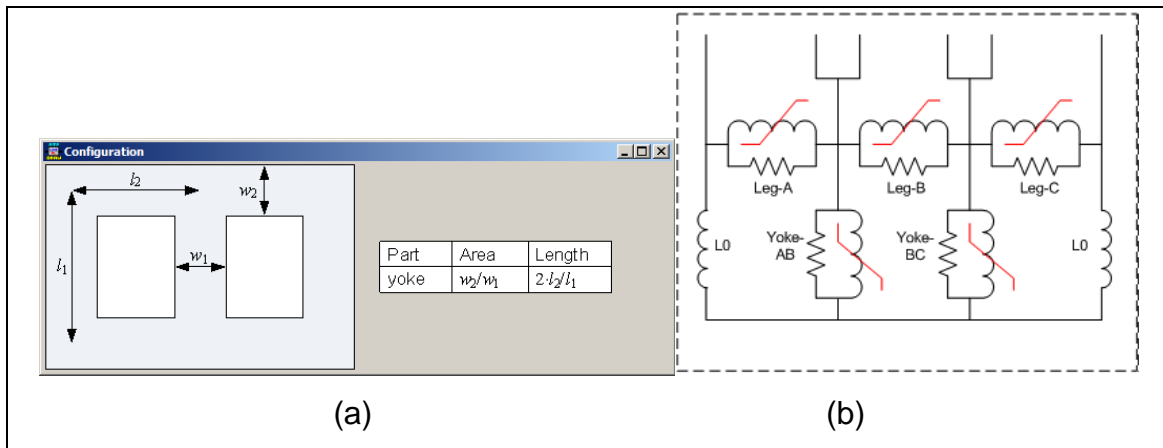 Configuration
l2
w2
l1
w1
Part Area Length
yoke w2/w1 2·l2/l1
(a)
Leg-A Leg-B Leg-C
L0
Yoke-
AB
Yoke-
BC
L0
(b)